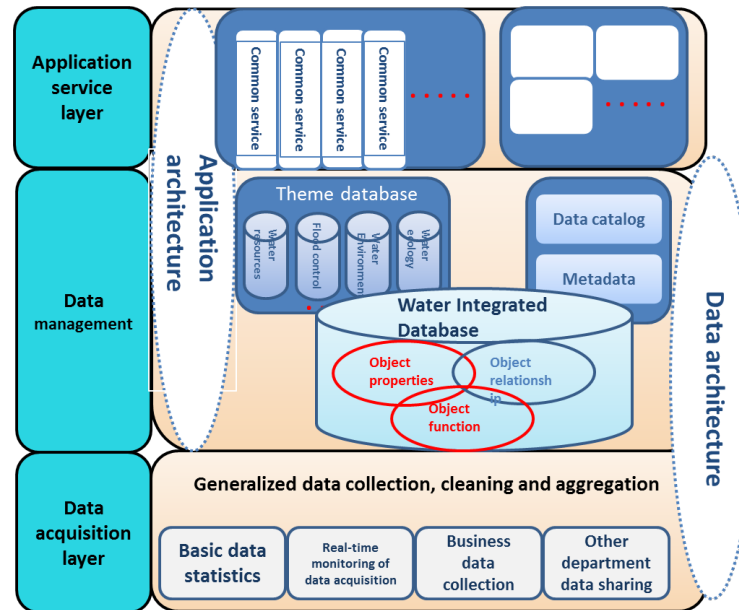 Application
service
layer
Common service
Common service
Common service
Common service
Application
architecture
Data
management
Theme database
Water
resources
Flood control
Water
Environment
Water
ecology
Data catalog
Metadata
Water Integrated
Database
Object
properties
Object
relationsh
ip
Object
function
Data architecture
Data
acquisition
layer
Generalized data collection, cleaning and aggregation
Basic data
statistics
Real-time
monitoring of
data acquisition
Business
data
collection
Other
department
data sharing